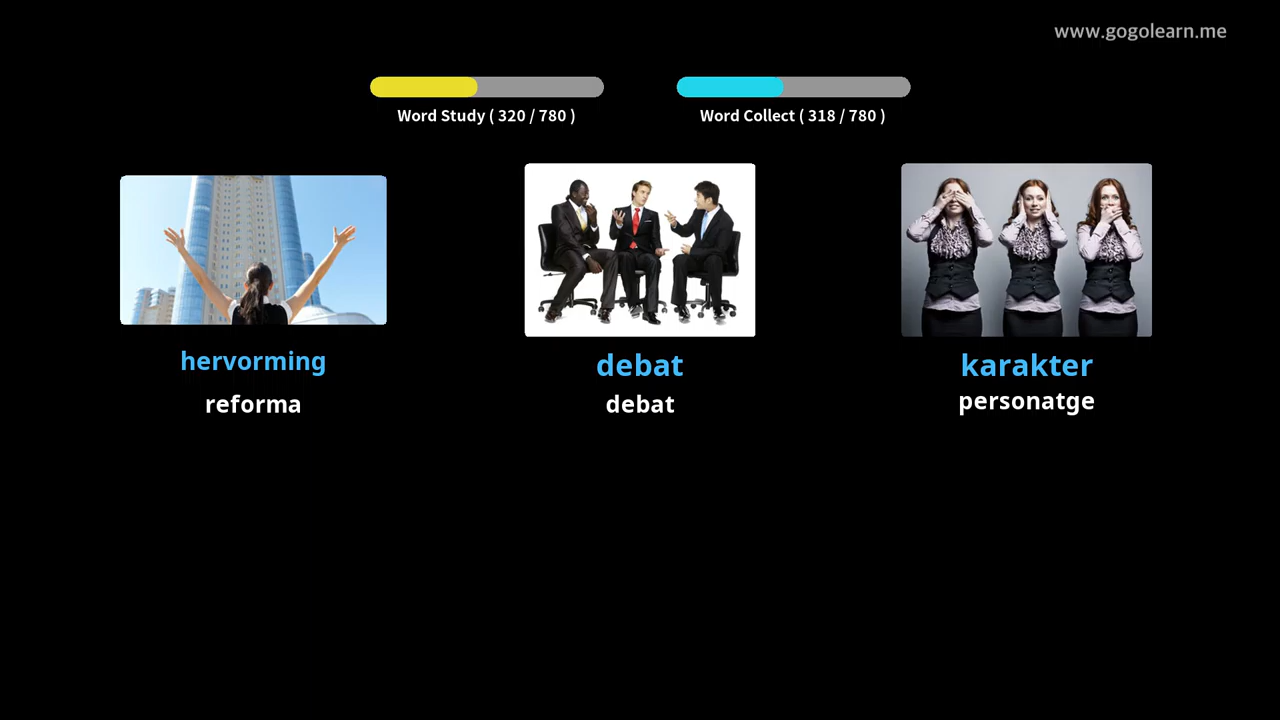 www.gogolearn.me
Word Study ( 320 / 780 )
Word Collect ( 318 / 780 )
hervorming
reforma
debat
debat
karakter
personatge